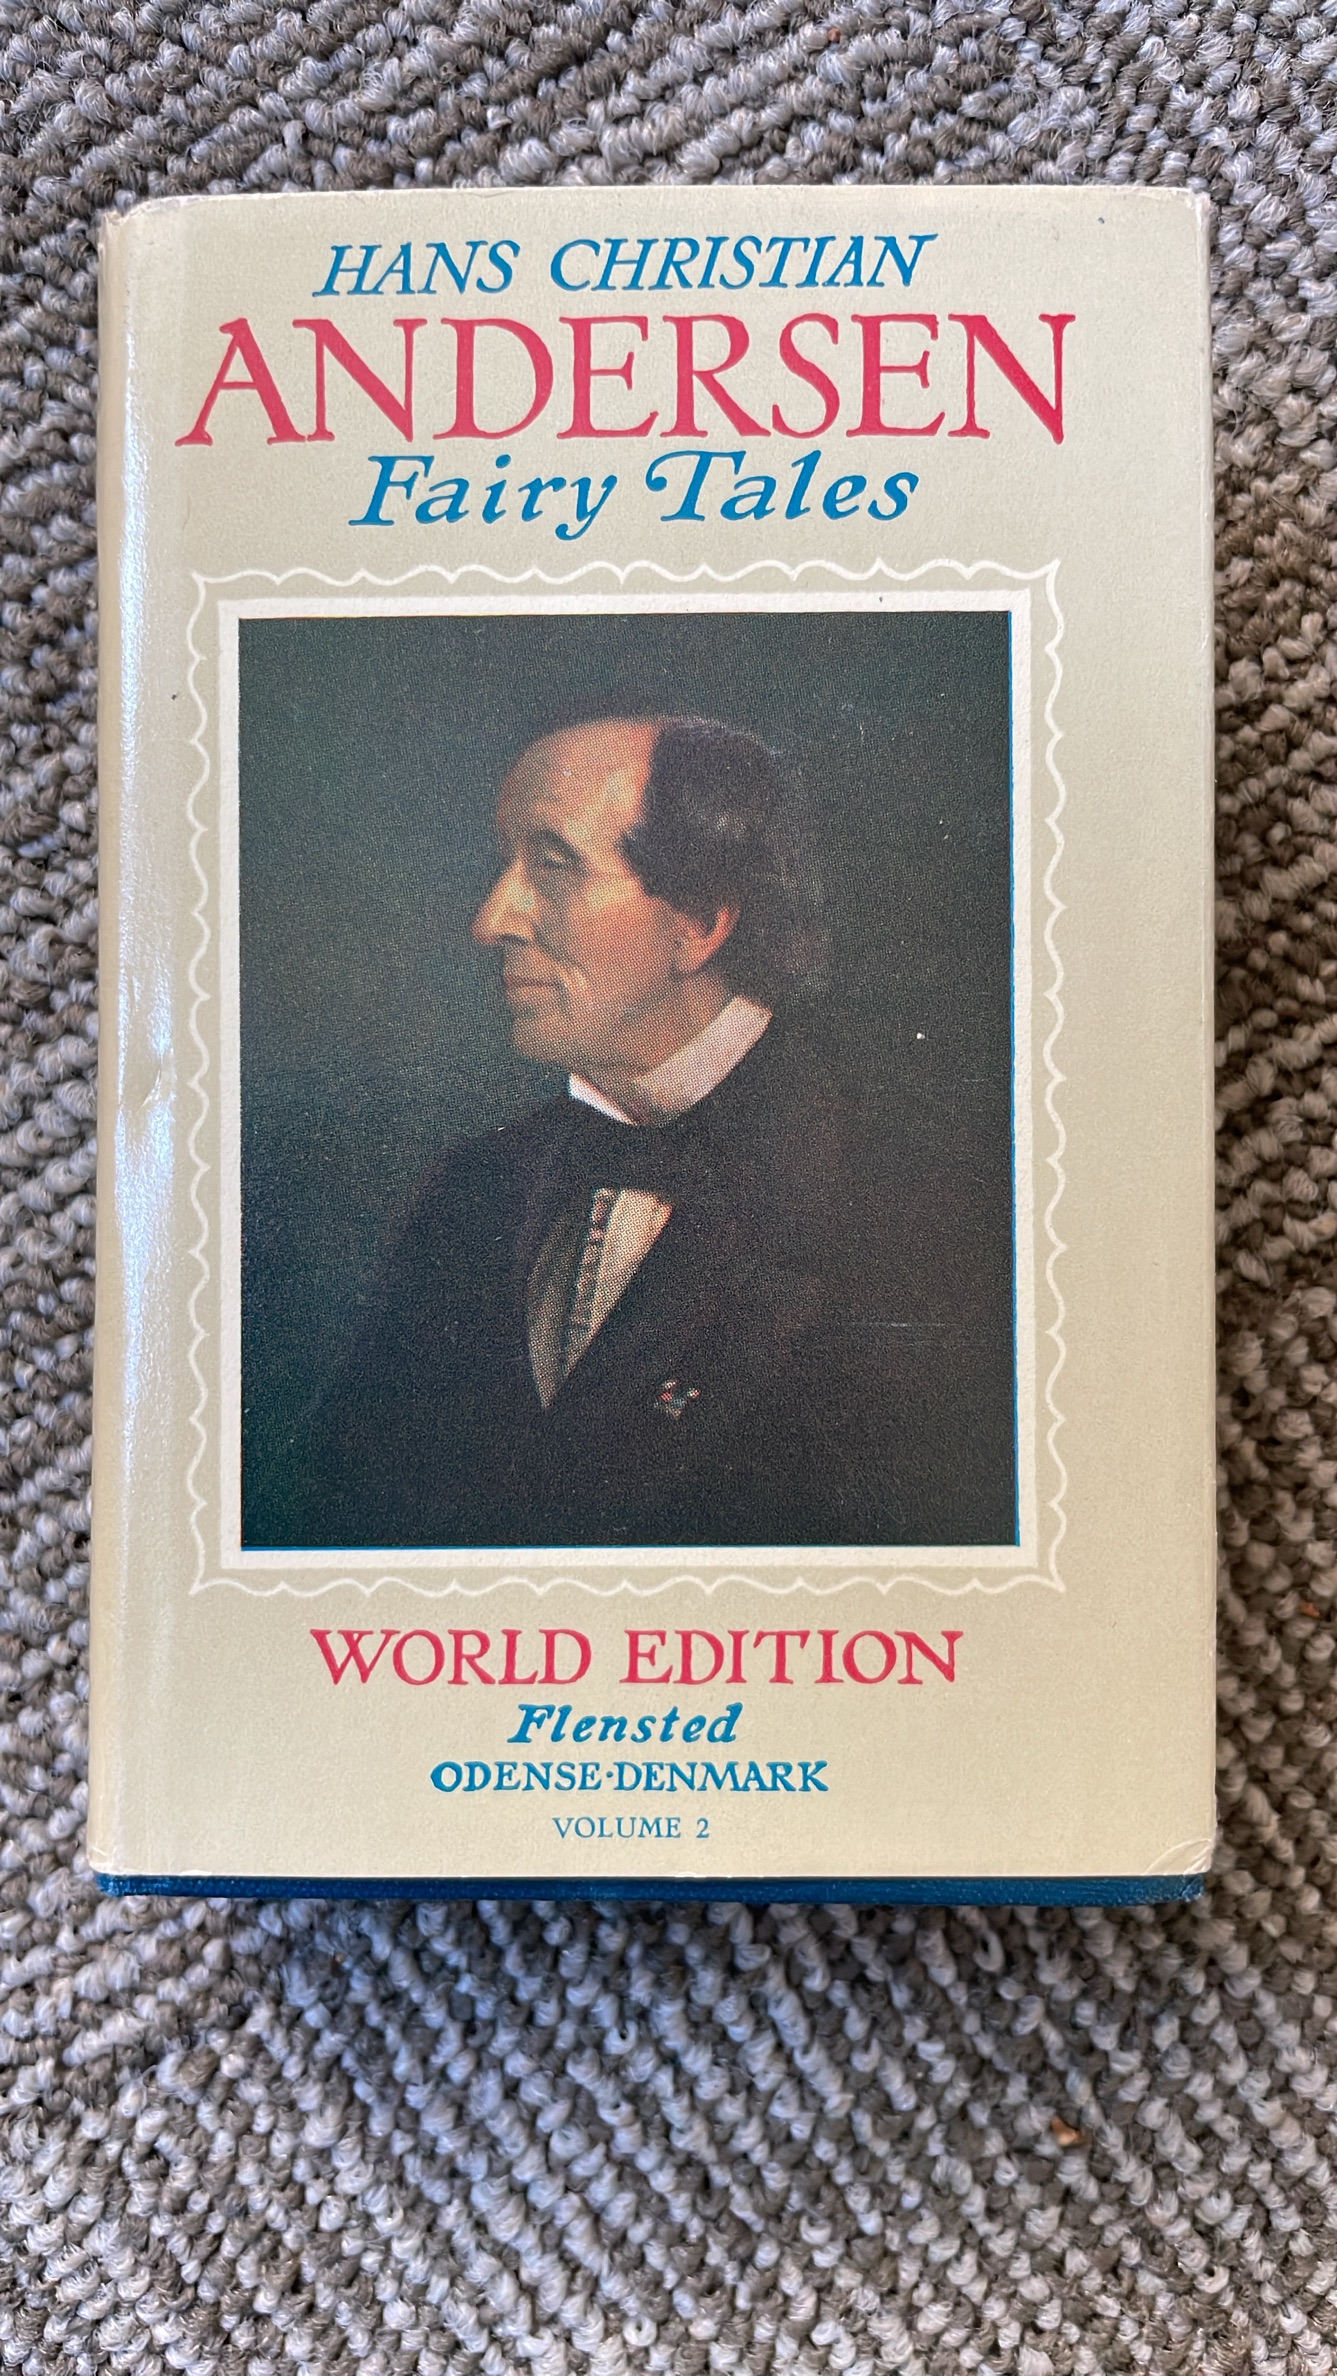 HANS CHRISTIAN
ANDERSEN
Fairy Tales
WORLD EDITION
Flensted
ODENSE·DENMARK
VOLUME 2